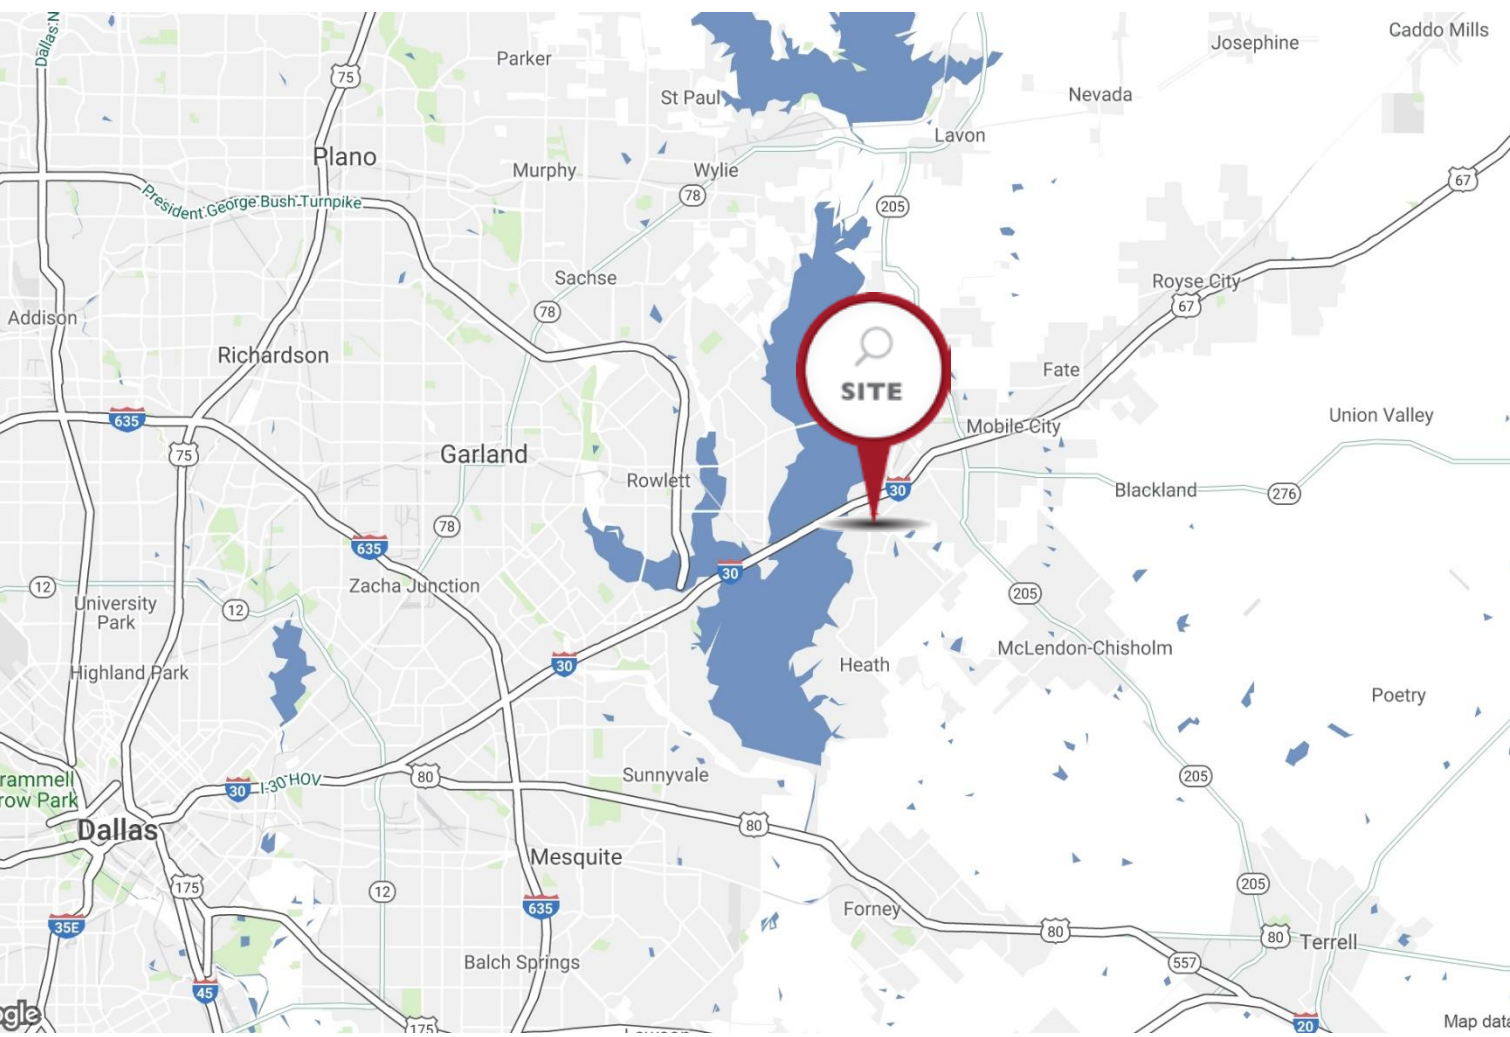 Dallas N
Parker
Josephine
Caddo Mills
75
St Paul
Nevada
Lavon
Plano
Murphy
Wylie
78
67
President George Bush Turnpike
205
Sachse
Royse City
67
78
Addison
Richardson
SITE
Fate
635
Mobile City
Union Valley
75
Garland
Rowlett
30
Blackland
276
78
635
30
12
Zacha Junction
205
University
Park
12
McLendon-Chisholm
30
Heath
Highland Park
Poetry
rammell
row Park
30
I-30 HOV
80
Sunnyvale
205
Dallas
80
Mesquite
175
12
205
635
Forney
35E
80
80
Terrell
Balch Springs
557
45
ogle
175
20
Map data